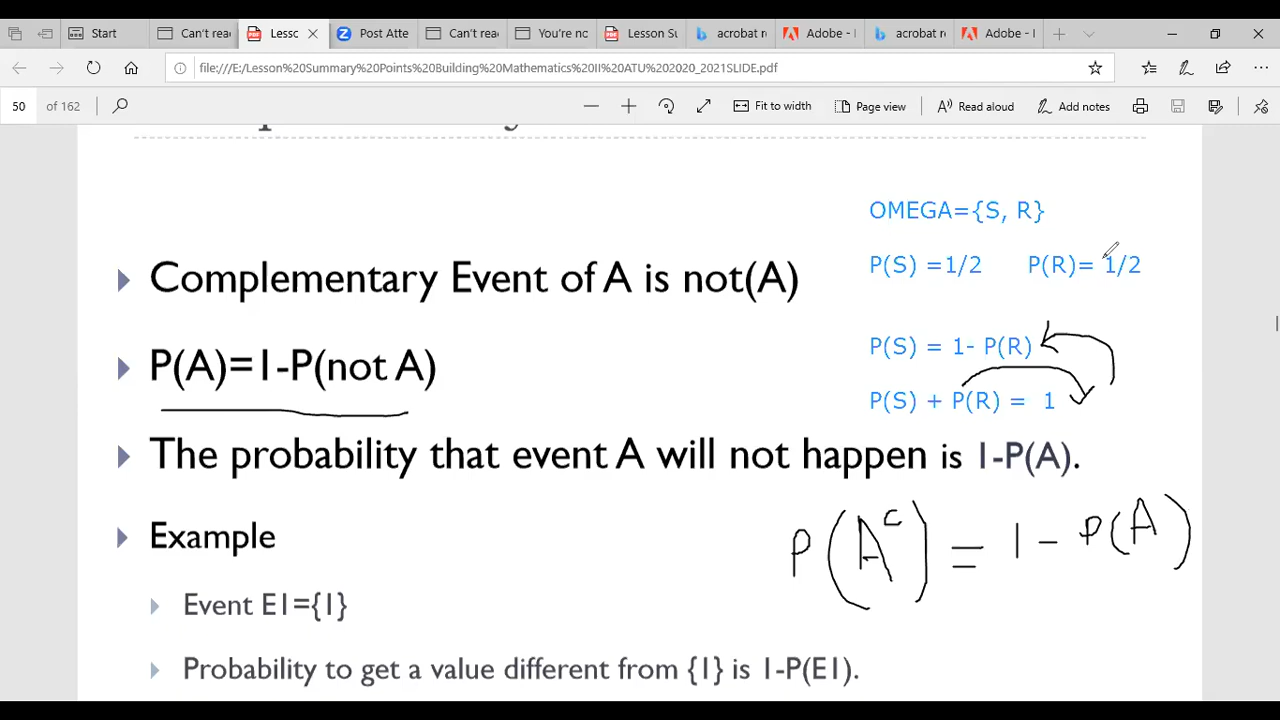 Start
Can't rea
Lessc
Post Atte
Can't rea
You're no
Lesson Su
acrobat r
Adobe -
acrobat r
Adobe -
file:///E:/Lesson%20Summary%20Points%20Building%20Mathematics%20II%20ATU%202020_2021SLIDE.pdf
50 of 162
Fit to width
Page view
Read aloud
Add notes
OMEGA={S, R}
P(S) =1/2 P(R)= 1/2
Complementary Event of A is not(A)
P(S) = 1- P(R)
P(A)=1-P(not A)
P(S) + P(R) = 1
The probability that event A will not happen is 1-P(A).
P(A^c) = 1 - P(A)
Example
Event E1={1}
Probability to get a value different from {1} is 1-P(E1).